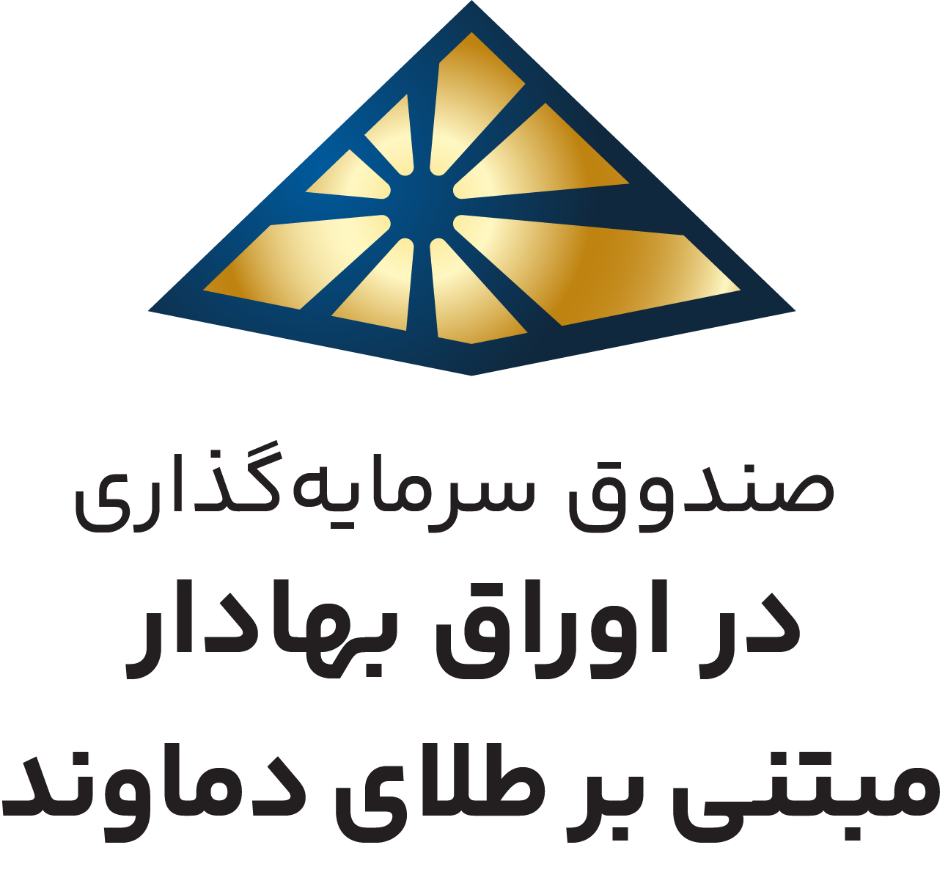 صندوق سرمایه‌گذاری
در اوراق بهادار
مبتنی بر طلای دماوند